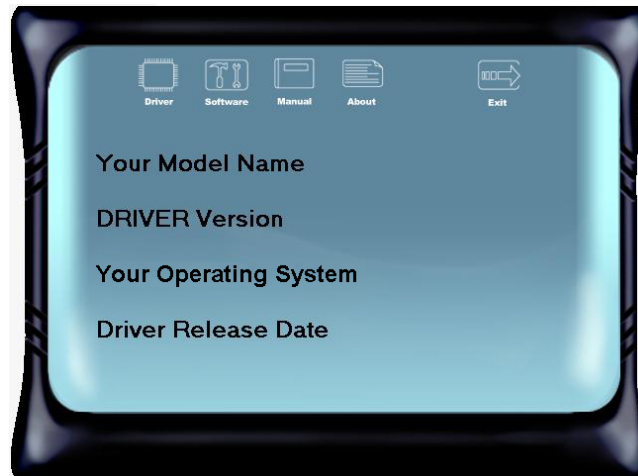 Driver Software Manual About Exit
Your Model Name
DRIVER Version
Your Operating System
Driver Release Date